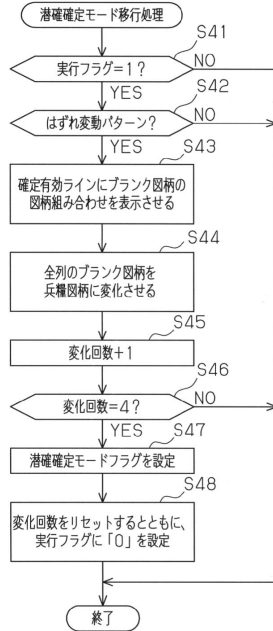 潜確確定モード移行処理
S41
実行フラグ=1?
NO
YES
S42
はずれ変動パターン?
NO
YES
S43
確定有効ラインにブランク図柄の
図柄組み合わせを表示させる
S44
全列のブランク図柄を
兵糧図柄に変化させる
S45
変化回数+1
S46
変化回数=4?
NO
YES
S47
潜確確定モードフラグを設定
S48
変化回数をリセットするとともに、
実行フラグに「0」を設定
終了